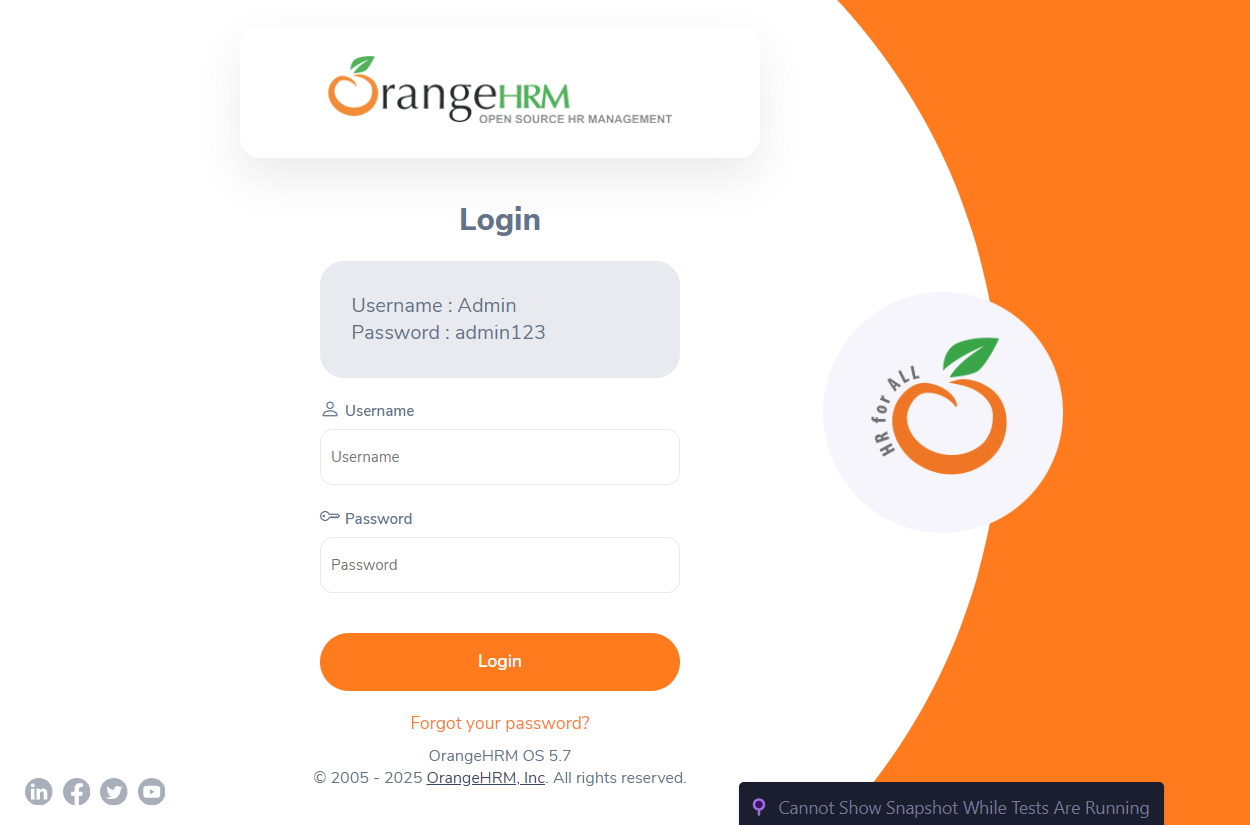 OrangeHRM
OPEN SOURCE HR MANAGEMENT
Login
Username : Admin
Password : admin123
Username
Username
Password
Password
Login
Forgot your password?
OrangeHRM OS 5.7
© 2005 - 2025 OrangeHRM, Inc. All rights reserved.
HR for ALL
in
Cannot Show Snapshot While Tests Are Running